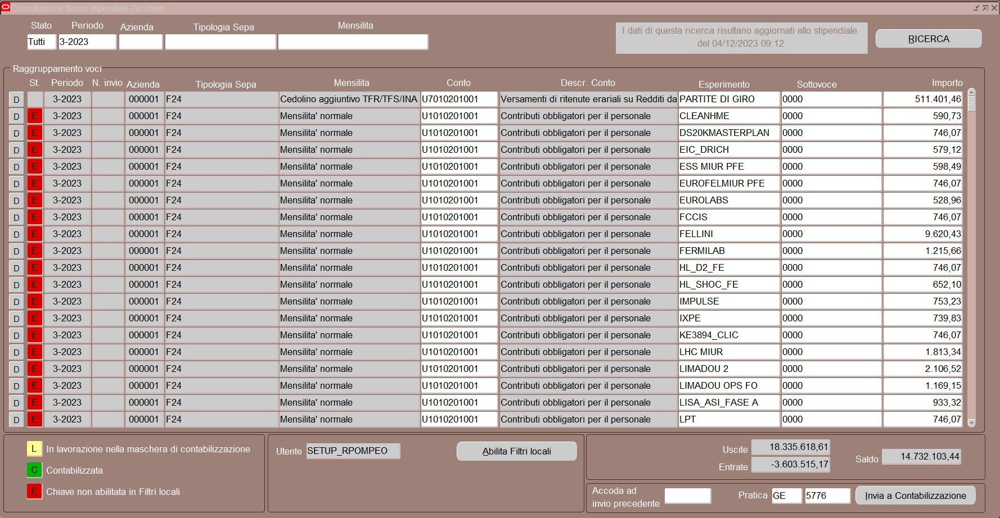 Consultazione flusso stipendiale Zucchetti
Stato Periodo Azienda Tipologia Sepa Mensilita
Tutti 3-2023
I dati di questa ricerca risultano aggiornati allo stipendiale
del 04/12/2023 09:12
RICERCA
Raggruppamento voci
St. Periodo N. invio Azienda Tipologia Sepa Mensilita Conto Descr. Conto Esperimento Sottovoce Importo
D 3-2023 000001 F24 Cedolino aggiuntivo TFR/TFS/INA U7010201001 Versamenti di ritenute erariali su Redditi da PARTITE DI GIRO 0000 511.401,46
D E 3-2023 000001 F24 Mensilita' normale U1010201001 Contributi obbligatori per il personale CLEANHME 0000 590,73
D E 3-2023 000001 F24 Mensilita' normale U1010201001 Contributi obbligatori per il personale DS20KMASTERPLAN 0000 746,07
D E 3-2023 000001 F24 Mensilita' normale U1010201001 Contributi obbligatori per il personale EIC_DRICH 0000 579,12
D E 3-2023 000001 F24 Mensilita' normale U1010201001 Contributi obbligatori per il personale ESS MIUR PFE 0000 598,49
D E 3-2023 000001 F24 Mensilita' normale U1010201001 Contributi obbligatori per il personale EUROFELMIUR PFE 0000 746,07
D E 3-2023 000001 F24 Mensilita' normale U1010201001 Contributi obbligatori per il personale EUROLABS 0000 528,96
D E 3-2023 000001 F24 Mensilita' normale U1010201001 Contributi obbligatori per il personale FCCIS 0000 746,07
D E 3-2023 000001 F24 Mensilita' normale U1010201001 Contributi obbligatori per il personale FELLINI 0000 9.620,43
D E 3-2023 000001 F24 Mensilita' normale U1010201001 Contributi obbligatori per il personale FERMILAB 0000 1.215,66
D E 3-2023 000001 F24 Mensilita' normale U1010201001 Contributi obbligatori per il personale HL_D2_FE 0000 746,07
D E 3-2023 000001 F24 Mensilita' normale U1010201001 Contributi obbligatori per il personale HL_SHOC_FE 0000 652,10
D E 3-2023 000001 F24 Mensilita' normale U1010201001 Contributi obbligatori per il personale IMPULSE 0000 753,23
D E 3-2023 000001 F24 Mensilita' normale U1010201001 Contributi obbligatori per il personale IXPE 0000 739,83
D E 3-2023 000001 F24 Mensilita' normale U1010201001 Contributi obbligatori per il personale KE3894_CLIC 0000 746,07
D E 3-2023 000001 F24 Mensilita' normale U1010201001 Contributi obbligatori per il personale LHC MIUR 0000 1.813,34
D E 3-2023 000001 F24 Mensilita' normale U1010201001 Contributi obbligatori per il personale LIMADOU 2 0000 2.106,52
D E 3-2023 000001 F24 Mensilita' normale U1010201001 Contributi obbligatori per il personale LIMADOU OPS FO 0000 1.169,15
D E 3-2023 000001 F24 Mensilita' normale U1010201001 Contributi obbligatori per il personale LISA_ASI_FASE A 0000 933,32
D E 3-2023 000001 F24 Mensilita' normale U1010201001 Contributi obbligatori per il personale LPT 0000 746,07
L In lavorazione nella maschera di contabilizzazione
C Contabilizzata
E Chiave non abilitata in Filtri locali
Utente SETUP_RPOMPEO Abilita Filtri locali
Uscite 18.335.618,61
Entrate -3.603.515,17
Saldo 14.732.103,44
Accoda ad
invio precedente
Pratica GE 5776 Invia a Contabilizzazione